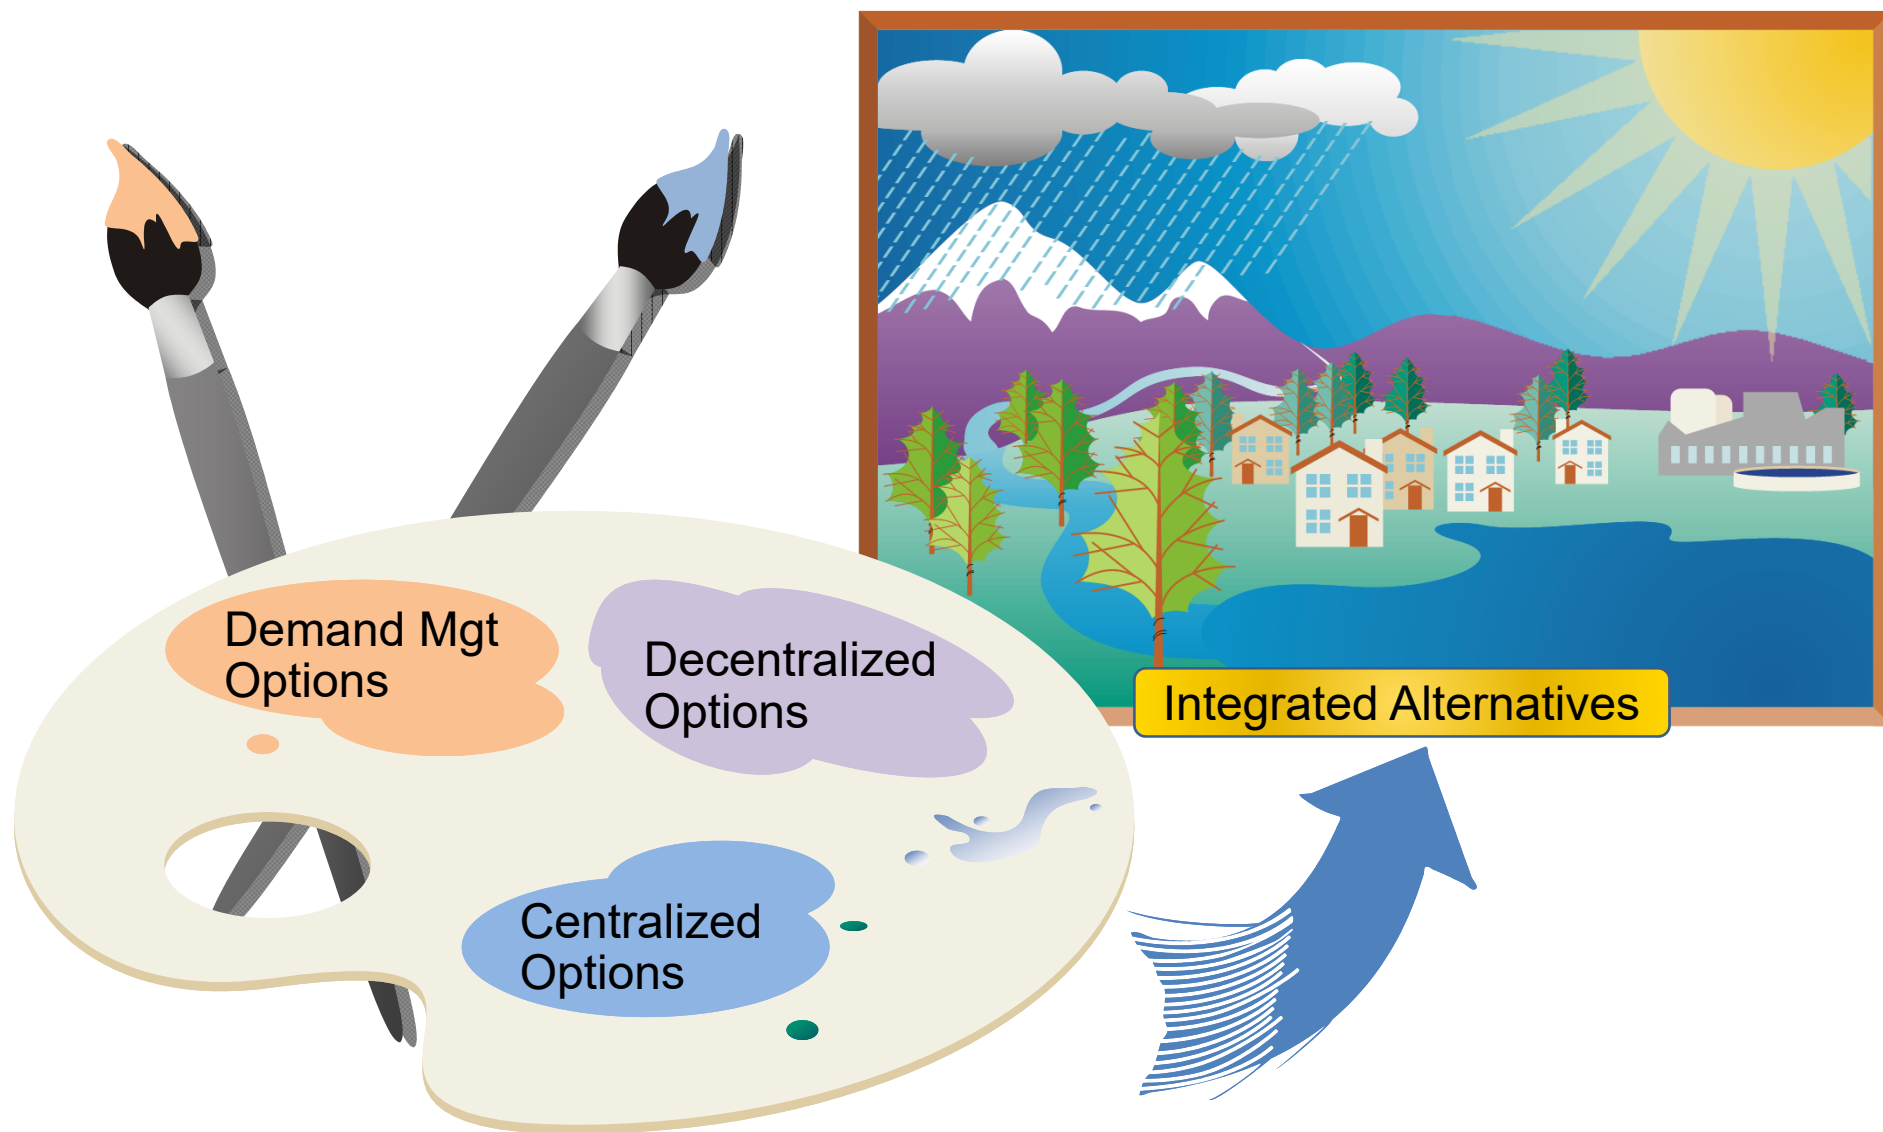 Demand Mgt
Options
Decentralized
Options
Integrated Alternatives
Centralized
Options